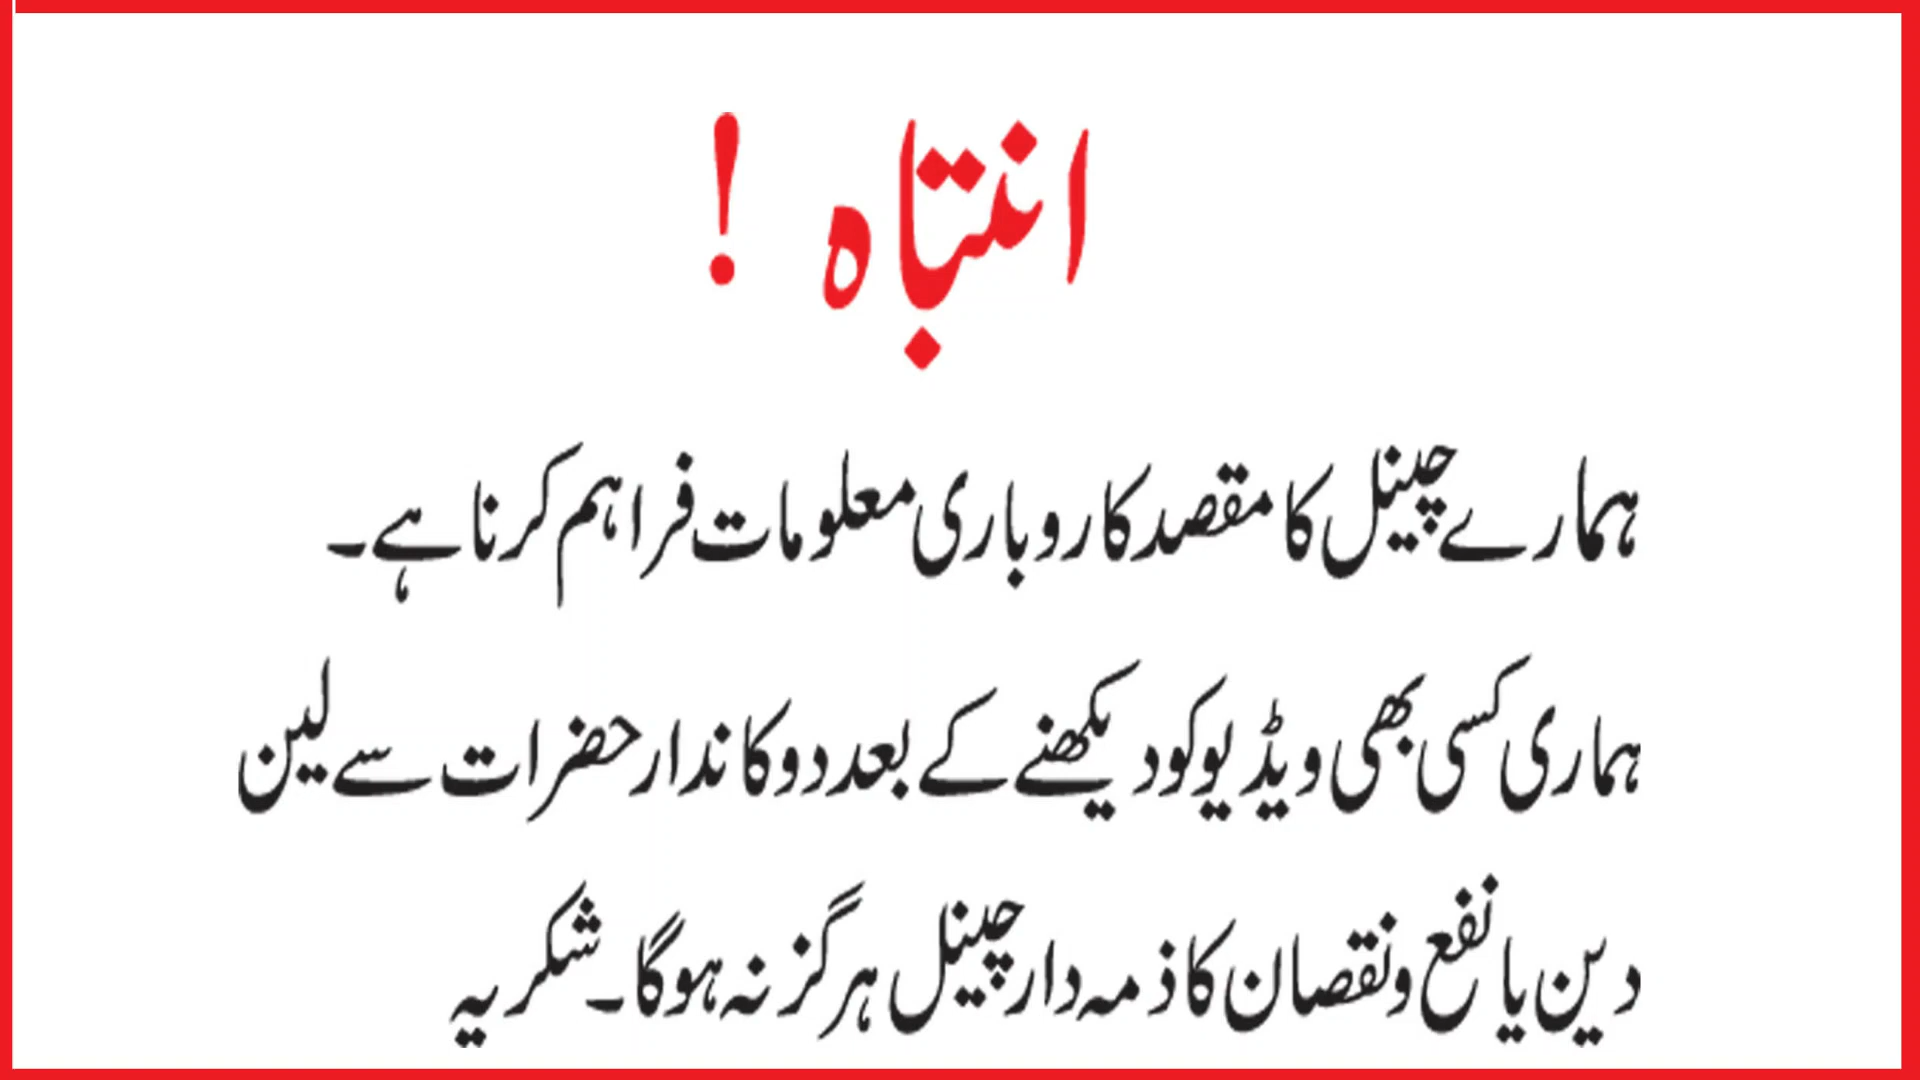 انتباہ !
ہمارے چینل کا مقصد کاروباری معلومات فراہم کرنا ہے۔
ہماری کسی بھی ویڈیو کو دیکھنے کے بعد دوکاندار حضرات سے لین
دین یا نفع و نقصان کا ذمہ دار چینل ہرگز نہ ہوگا۔ شکریہ